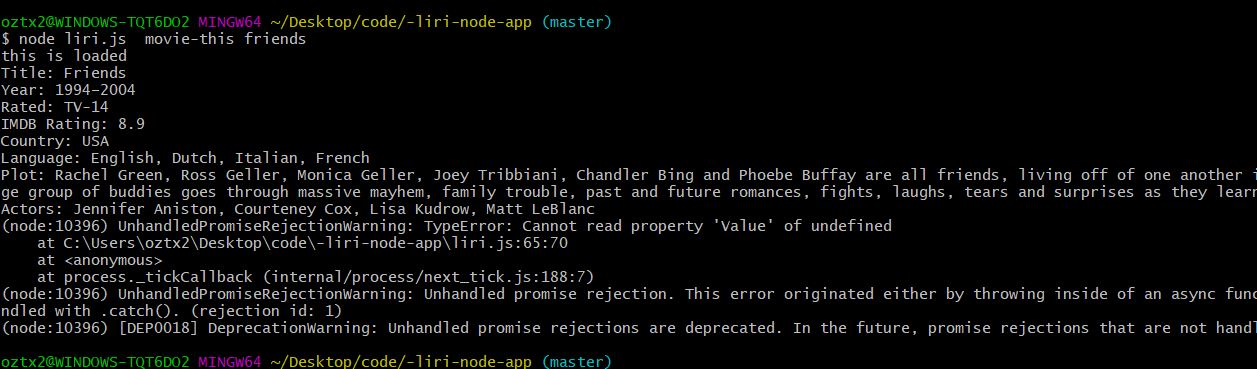 oztx2@WINDOWS-TQT6DO2 MINGW64 ~/Desktop/code/-liri-node-app (master)
$ node liri.js  movie-this friends
this is loaded
Title: Friends
Year: 1994–2004
Rated: TV-14
IMDB Rating: 8.9
Country: USA
Language: English, Dutch, Italian, French
Plot: Rachel Green, Ross Geller, Monica Geller, Joey Tribbiani, Chandler Bing and Phoebe Buffay are all friends, living off of one another i
ge group of buddies goes through massive mayhem, family trouble, past and future romances, fights, laughs, tears and surprises as they learn
Actors: Jennifer Aniston, Courteney Cox, Lisa Kudrow, Matt LeBlanc
(node:10396) UnhandledPromiseRejectionWarning: TypeError: Cannot read property 'Value' of undefined
    at C:\Users\oztx2\Desktop\code\-liri-node-app\liri.js:65:70
    at <anonymous>
    at process._tickCallback (internal/process/next_tick.js:188:7)
(node:10396) UnhandledPromiseRejectionWarning: Unhandled promise rejection. This error originated either by throwing inside of an async func
ndled with .catch(). (rejection id: 1)
(node:10396) [DEP0018] DeprecationWarning: Unhandled promise rejections are deprecated. In the future, promise rejections that are not handl
oztx2@WINDOWS-TQT6DO2 MINGW64 ~/Desktop/code/-liri-node-app (master)